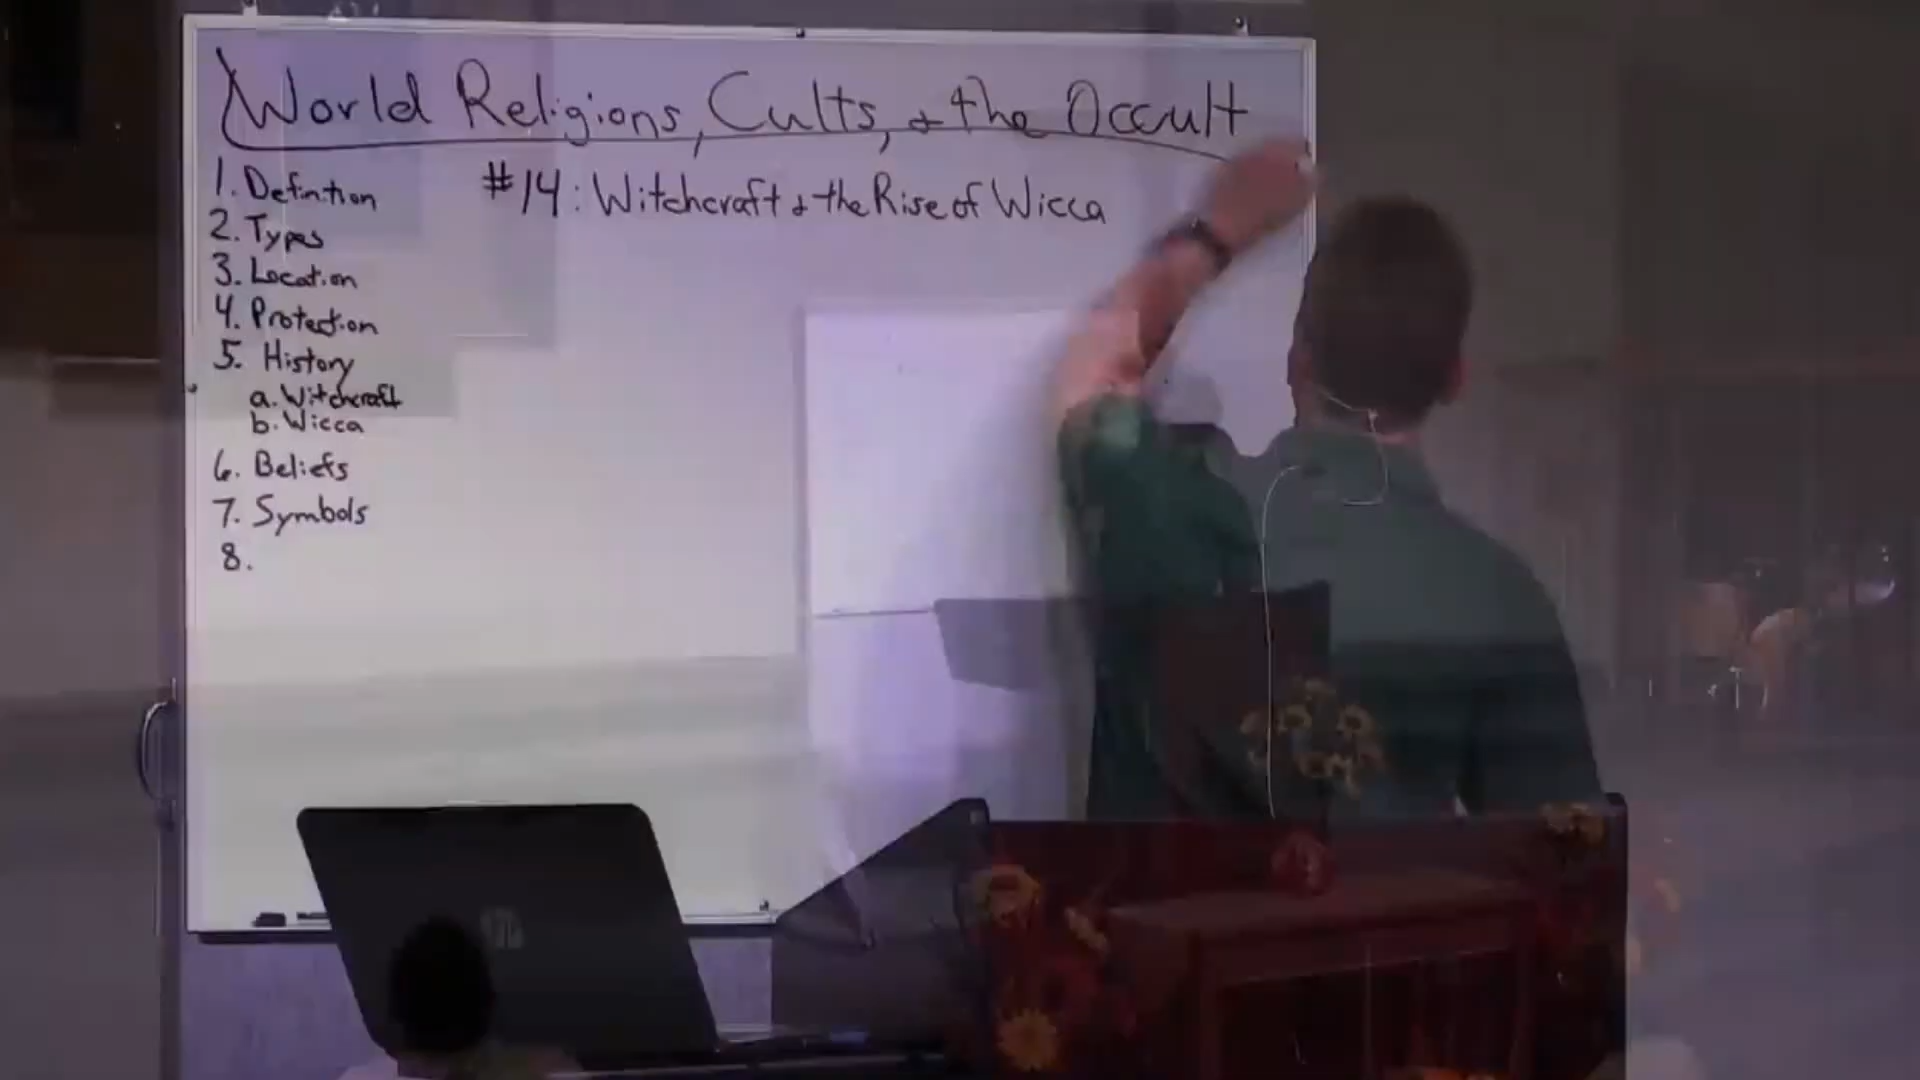 World Religions, Cults, & the Occult
#14: Witchcraft & the Rise of Wicca
1. Definition
2. Types
3. Location
4. Protection
5. History
a. Witchcraft
b. Wicca
6. Beliefs
7. Symbols
8.
hp